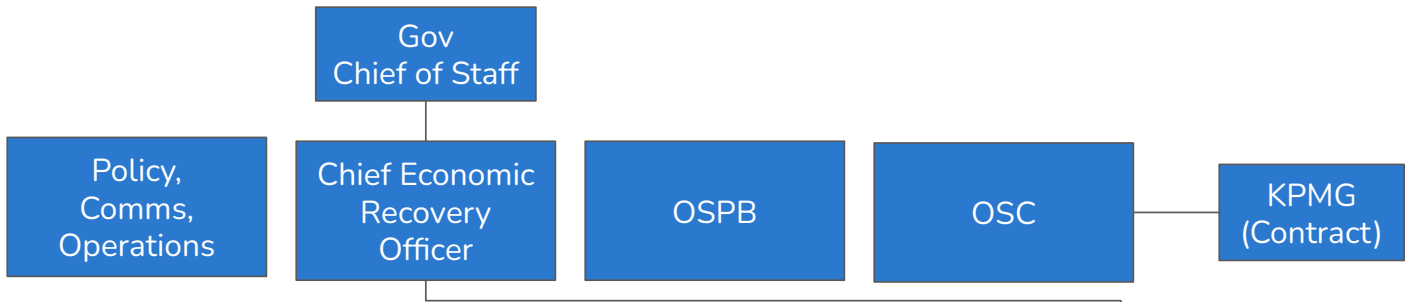 Gov
Chief of Staff
Policy,
Comms,
Operations
Chief Economic
Recovery
Officer
OSPB
OSC
KPMG
(Contract)